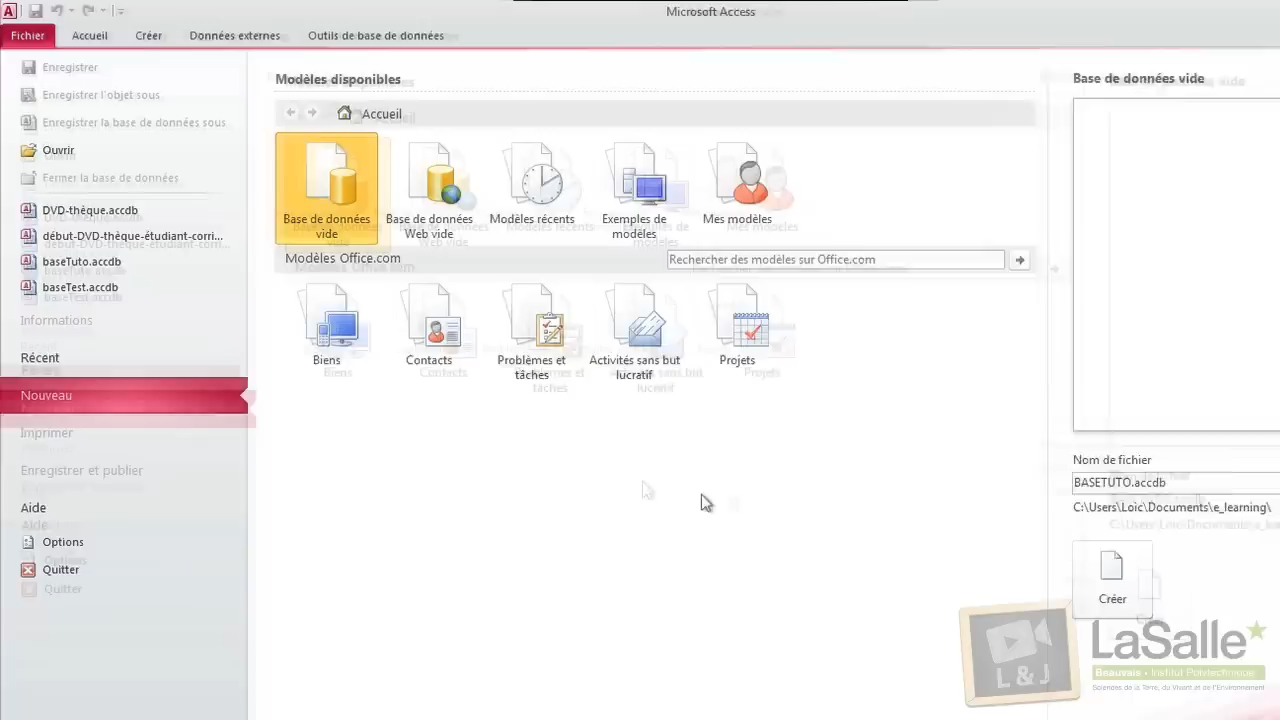 Microsoft Access
Fichier Accueil Créer Données externes Outils de base de données
Enregistrer
Enregistrer l'objet sous
Enregistrer la base de données sous
Ouvrir
Fermer la base de données
DVD-thèque.accdb
début-DVD-thèque-étudiant-corri...
baseTuto.accdb
baseTest.accdb
Informations
Récent
Nouveau
Imprimer
Enregistrer et publier
Aide
Options
Quitter
Modèles disponibles
Accueil
Base de données vide
Base de données Web vide
Modèles récents
Exemples de modèles
Mes modèles
Modèles Office.com
Rechercher des modèles sur Office.com
Biens
Contacts
Problèmes et tâches
Activités sans but lucratif
Projets
Base de données vide
Nom de fichier
BASETUTO.accdb
C:\Users\Loïc\Documents\e_learning\
Créer
L & J
LaSalle
Beauvais • Institut Polytechnique
Sciences de la Terre, du Vivant et de l'Environnement